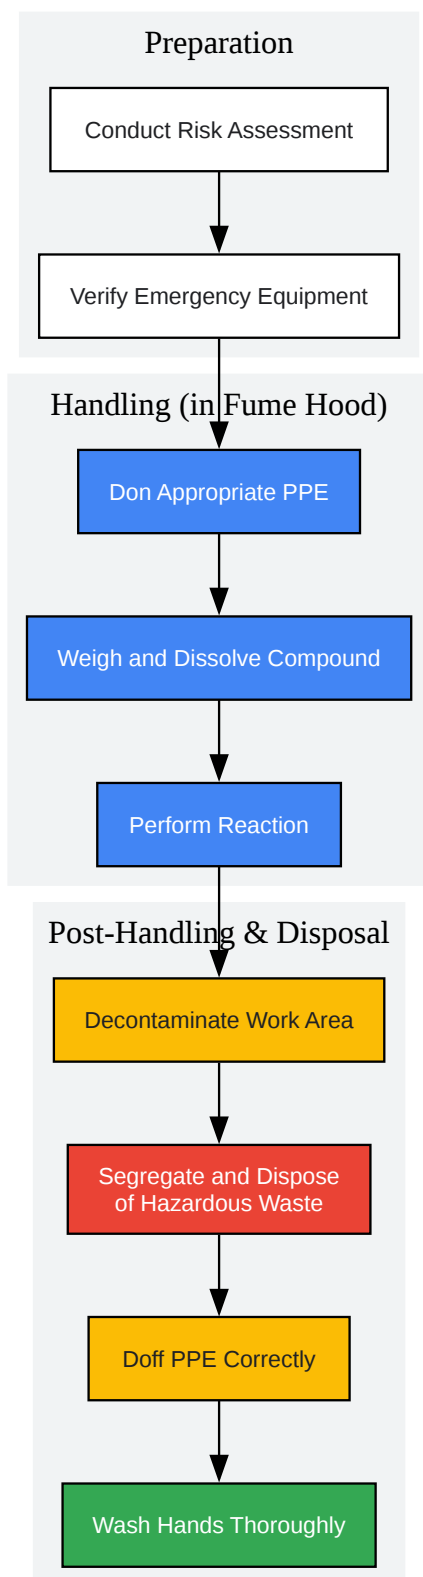 Preparation
Conduct Risk Assessment
Verify Emergency Equipment
Handling (in Fume Hood)
Don Appropriate PPE
Weigh and Dissolve Compound
Perform Reaction
Post-Handling & Disposal
Decontaminate Work Area
Segregate and Dispose
of Hazardous Waste
Doff PPE Correctly
Wash Hands Thoroughly